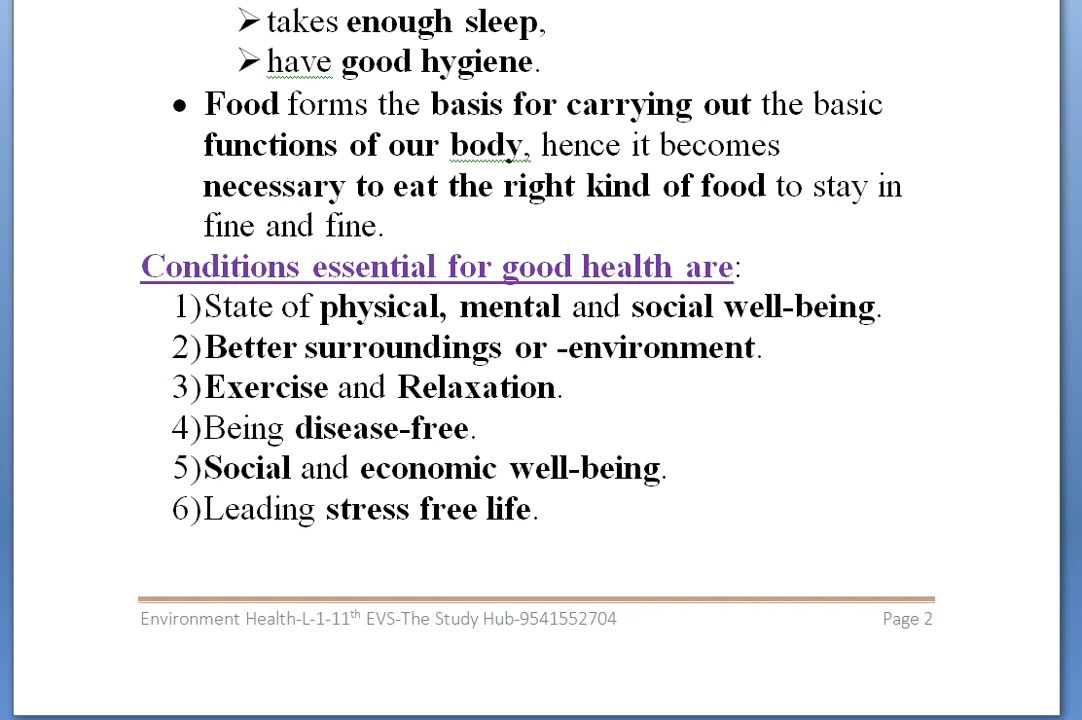 ➢ takes enough sleep,
➢ have good hygiene.
• Food forms the basis for carrying out the basic
functions of our body, hence it becomes
necessary to eat the right kind of food to stay in
fine and fine.
Conditions essential for good health are:
1)State of physical, mental and social well-being.
2)Better surroundings or -environment.
3)Exercise and Relaxation.
4)Being disease-free.
5)Social and economic well-being.
6)Leading stress free life.
Environment Health-L-1-11th EVS-The Study Hub-9541552704 Page 2